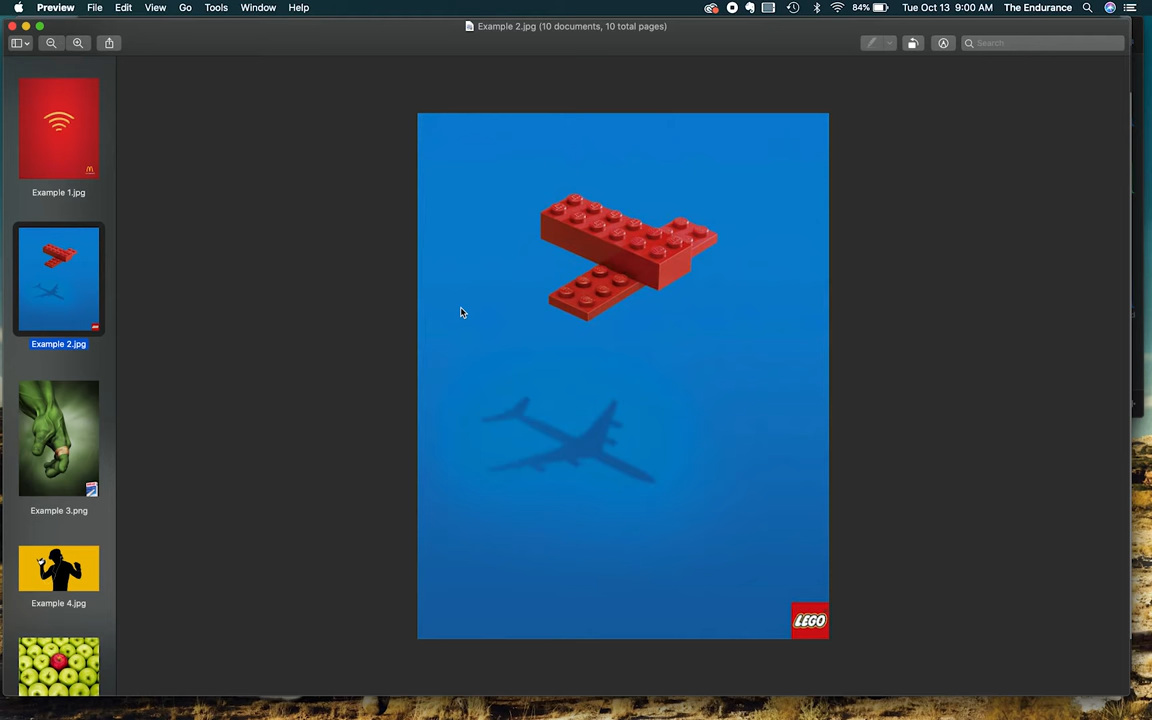 Preview File Edit View Go Tools Window Help
84% Tue Oct 13 9:00 AM The Endurance
Example 2.jpg (10 documents, 10 total pages)
Search
Example 1.jpg
Example 2.jpg
Example 3.png
Example 4.jpg
LEGO